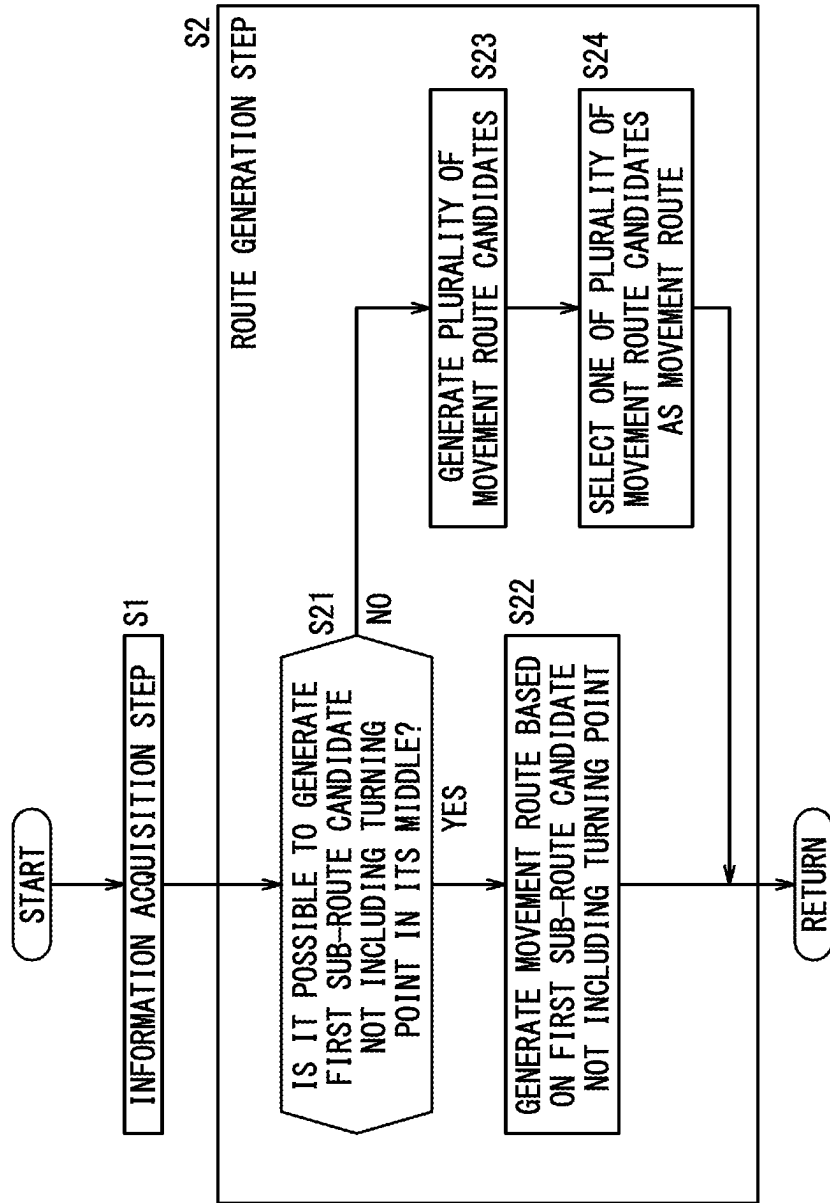 START
INFORMATION ACQUISITION STEP
S1
S2
ROUTE GENERATION STEP
IS IT POSSIBLE TO GENERATE
FIRST SUB-ROUTE CANDIDATE
NOT INCLUDING TURNING
POINT IN ITS MIDDLE?
S21
NO
YES
GENERATE MOVEMENT ROUTE BASED
ON FIRST SUB-ROUTE CANDIDATE
NOT INCLUDING TURNING POINT
S22
GENERATE PLURALITY OF
MOVEMENT ROUTE CANDIDATES
S23
SELECT ONE OF PLURALITY OF
MOVEMENT ROUTE CANDIDATES
AS MOVEMENT ROUTE
S24
RETURN